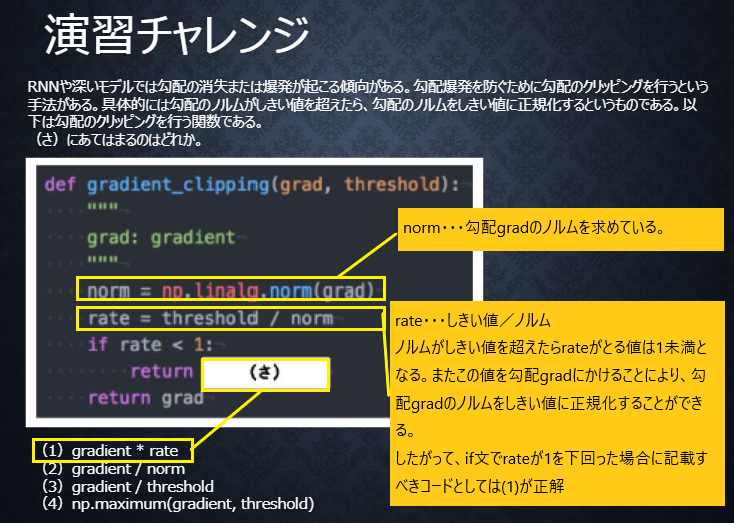 演習チャレンジ
RNNや深いモデルでは勾配の消失または爆発が起こる傾向がある。勾配爆発を防ぐために勾配のクリッピングを行うという
手法がある。具体的には勾配のノルムがしきい値を超えたら、勾配のノルムをしきい値に正規化するというものである。以
下は勾配のクリッピングを行う関数である。
（さ）にあてはまるのはどれか。
def gradient_clipping(grad, threshold):
"""
grad: gradient
"""
norm = np.linalg.norm(grad)
rate = threshold / norm
if rate < 1:
return （さ）
return grad
norm・・・勾配gradのノルムを求めている。
rate・・・しきい値／ノルム
ノルムがしきい値を超えたらrateがとる値は1未満と
なる。またこの値を勾配gradにかけることにより、勾
配gradのノルムをしきい値に正規化することができ
る。
したがって、if文でrateが1を下回った場合に記載す
べきコードとしては(1)が正解
（1）gradient * rate
（2）gradient / norm
（3）gradient / threshold
（4）np.maximum(gradient, threshold)